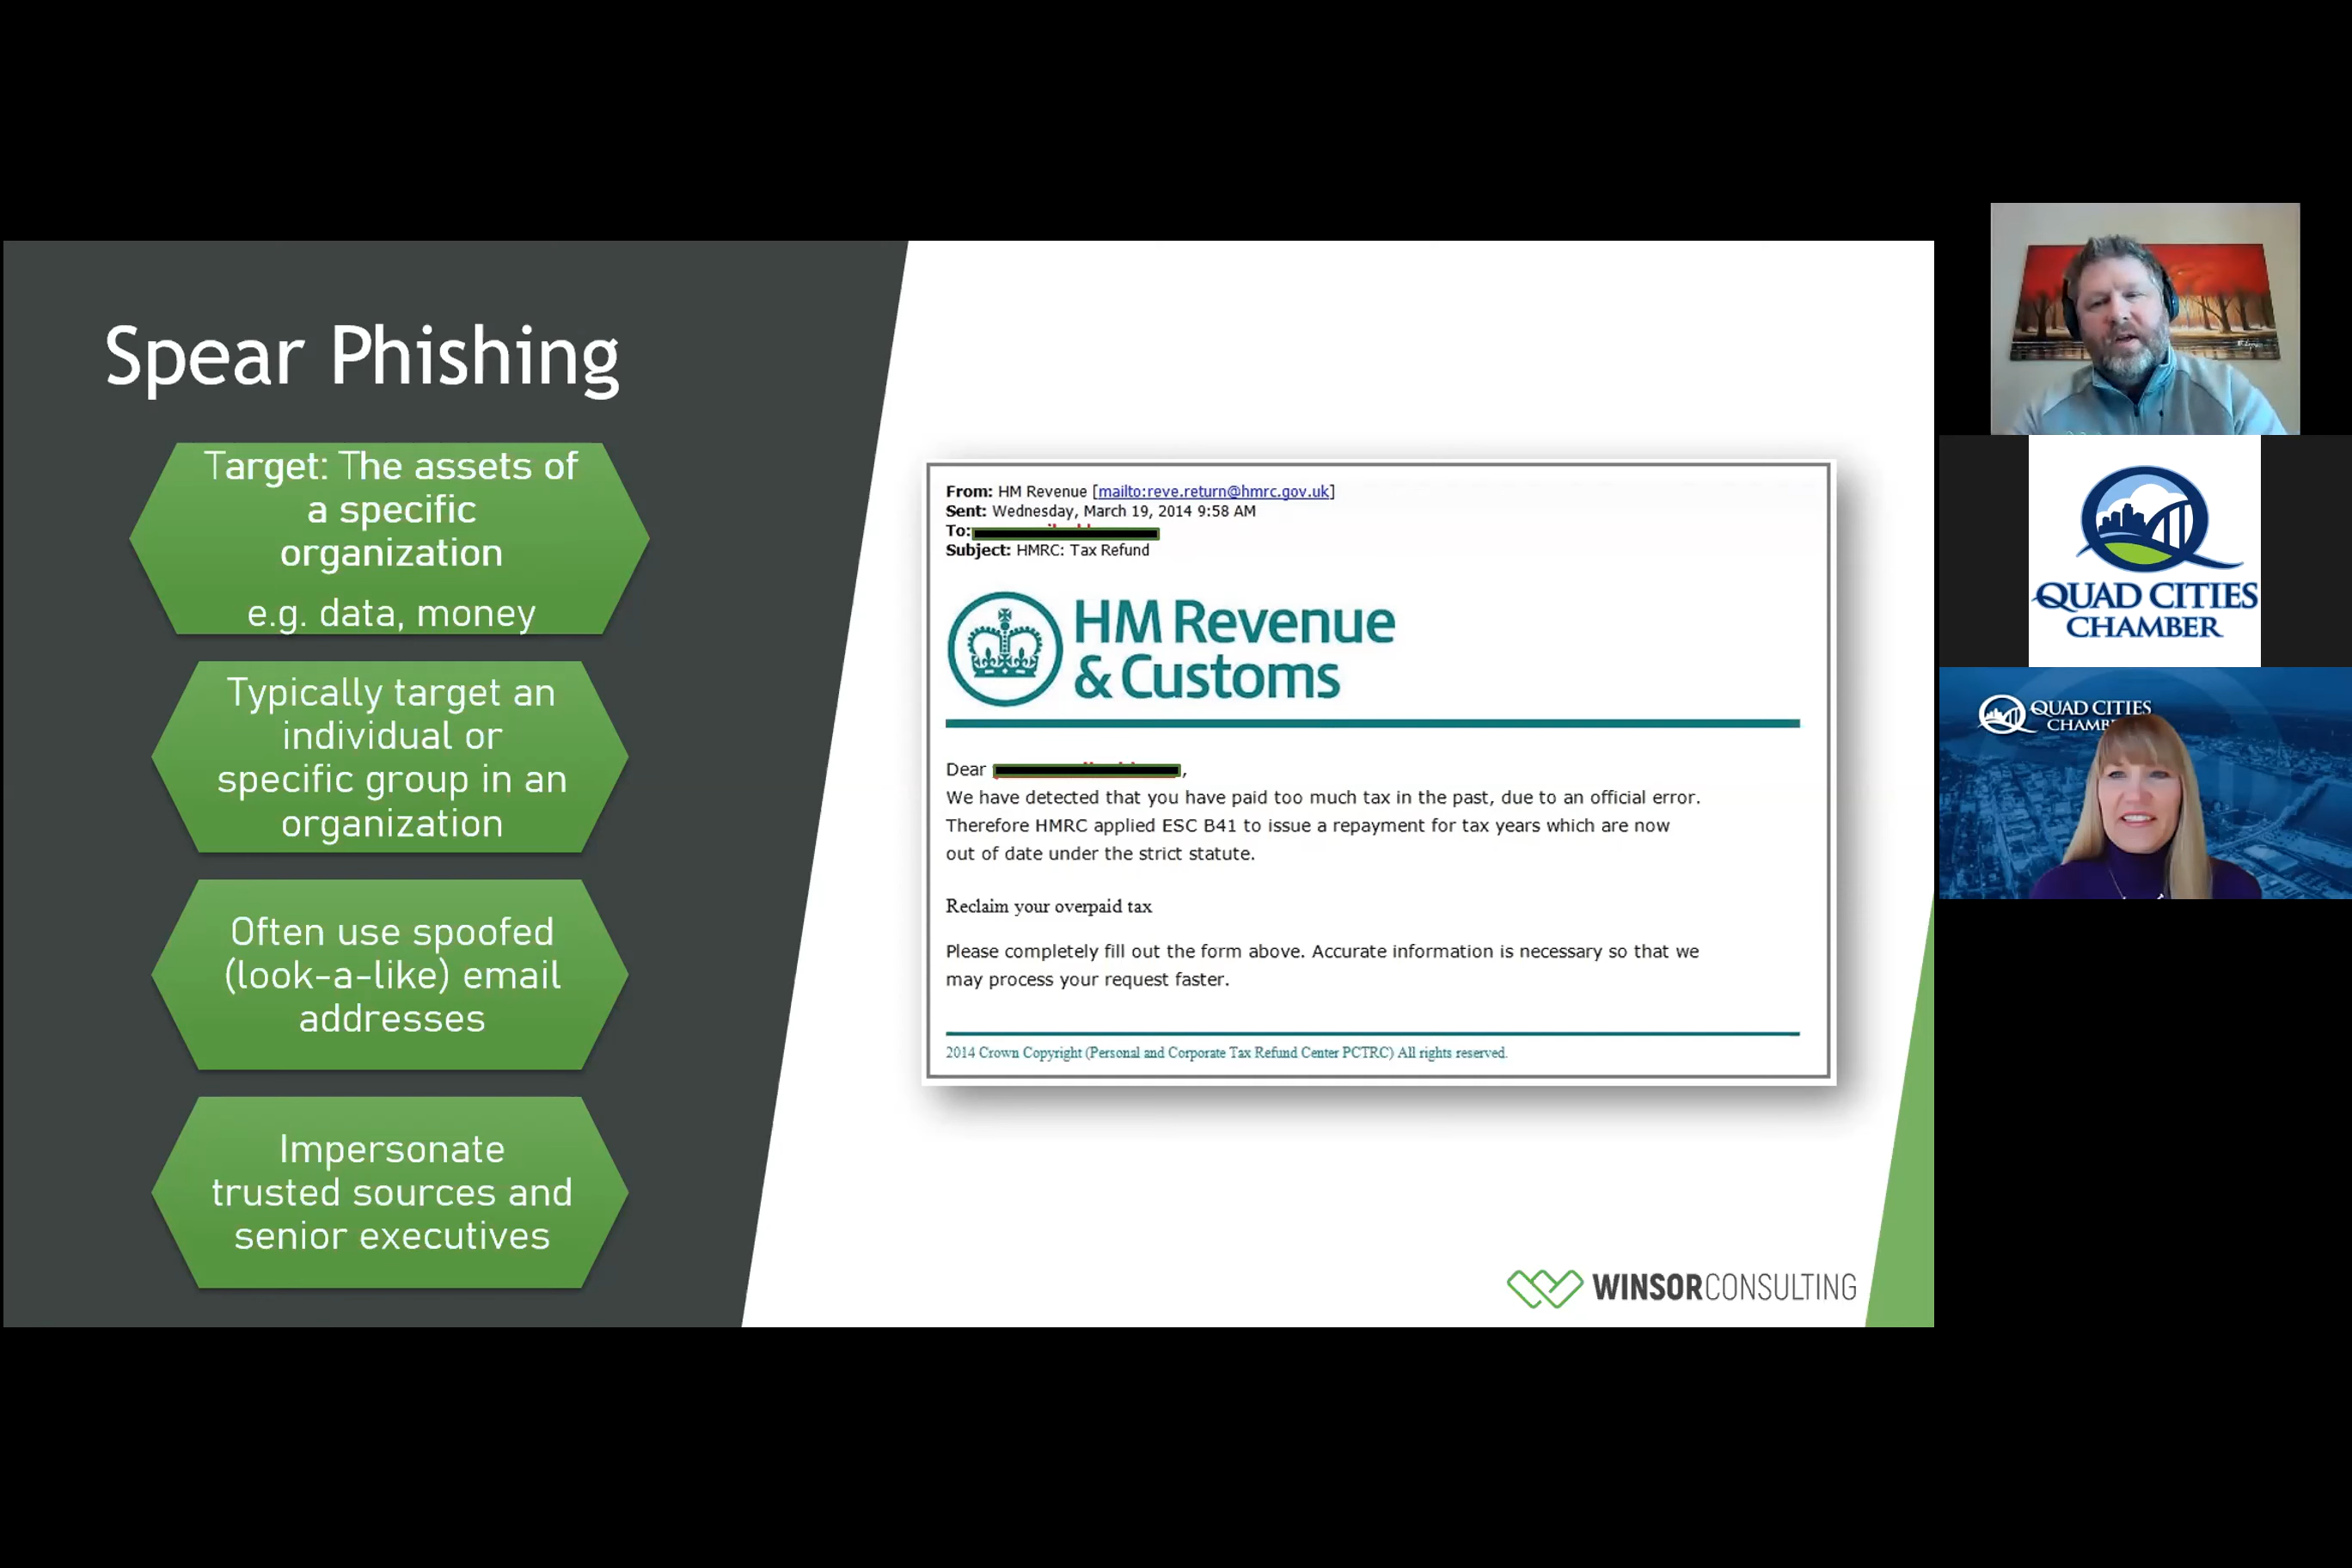 Spear Phishing
Target: The assets of
a specific
organization
e.g. data, money
Typically target an
individual or
specific group in an
organization
Often use spoofed
(look-a-like) email
addresses
Impersonate
trusted sources and
senior executives
From: HM Revenue [mailto:reve.return@hmrc.gov.uk]
Sent: Wednesday, March 19, 2014 9:58 AM
To:
Subject: HMRC: Tax Refund
HM Revenue
& Customs
Dear ,
We have detected that you have paid too much tax in the past, due to an official error.
Therefore HMRC applied ESC B41 to issue a repayment for tax years which are now
out of date under the strict statute.
Reclaim your overpaid tax
Please completely fill out the form above. Accurate information is necessary so that we
may process your request faster.
2014 Crown Copyright (Personal and Corporate Tax Refund Center PCTRC) All rights reserved.
WINSORCONSULTING
QUAD CITIES
CHAMBER
QUAD CITIES